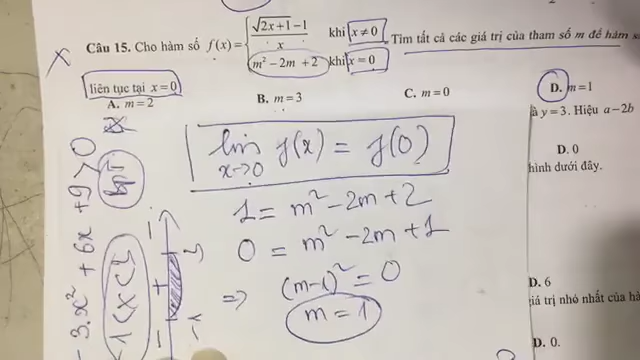 Câu 15. Cho hàm số f(x) = { (√(2x+1) − 1)/x khi x ≠ 0
m² − 2m + 2 khi x = 0 . Tìm tất cả các giá trị của tham số m để hàm
liên tục tại x = 0
A. m = 2 B. m = 3 C. m = 0 D. m = 1
y = 3. Hiệu a − 2b
D. 0
hình dưới đây.
lim f(x) = f(0)
x→0
1 = m² − 2m + 2
0 = m² − 2m + 1
⇒ (m−1)² = 0
m = 1
− 3x² + 6x + 9 > 0
−1 < x < 3
D. 6
giá trị nhỏ nhất của
D. 0.